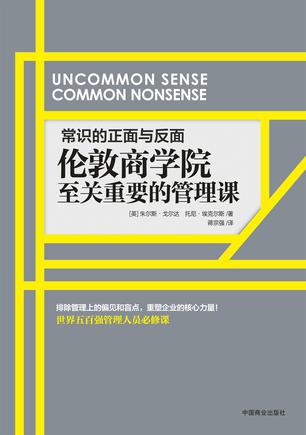 UNCOMMON SENSE
COMMON NONSENSE
常识的正面与反面
伦敦商学院
至关重要的管理课
[英]朱尔斯·戈尔达 托尼·埃克尔斯/著
蒋宗强/译
排除管理上的偏见和盲点，重塑企业的核心力量！
世界五百强管理人员必修课
中国商业出版社